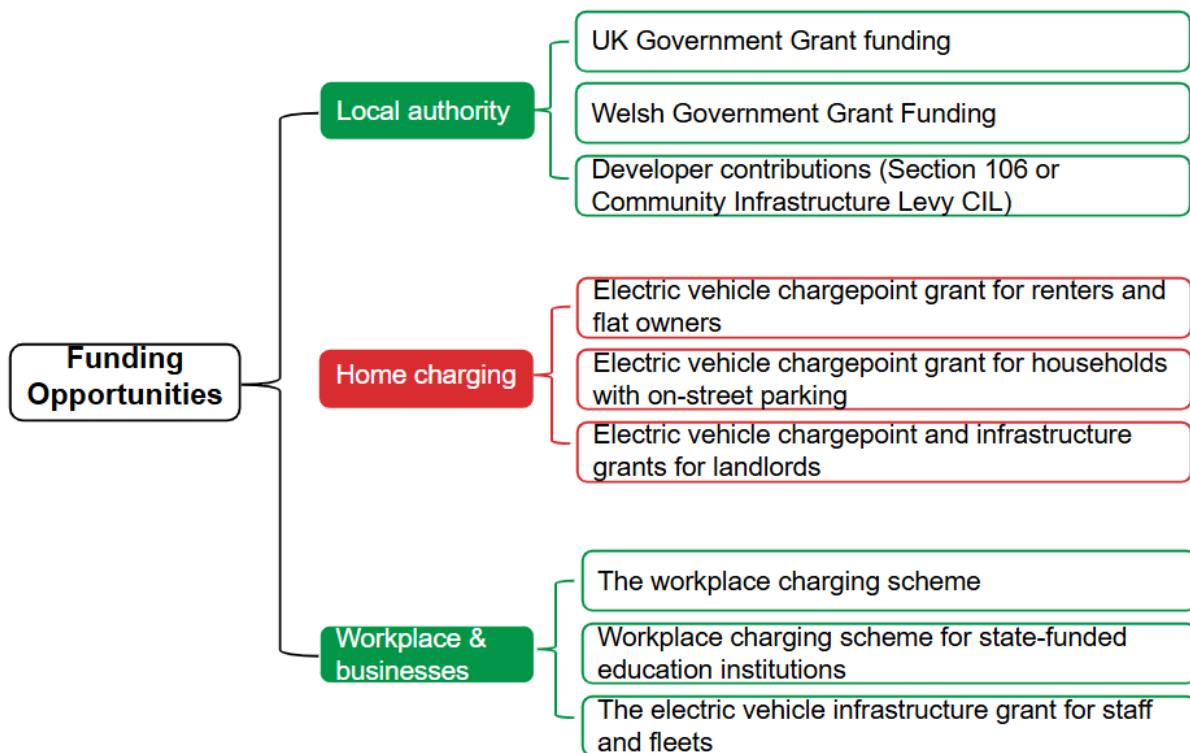 UK Government Grant funding
Local authority
Welsh Government Grant Funding
Developer contributions (Section 106 or
Community Infrastructure Levy CIL)
Funding
Opportunities
Home charging
Electric vehicle chargepoint grant for renters and
flat owners
Electric vehicle chargepoint grant for households
with on-street parking
Electric vehicle chargepoint and infrastructure
grants for landlords
Workplace &
businesses
The workplace charging scheme
Workplace charging scheme for state-funded
education institutions
The electric vehicle infrastructure grant for staff
and fleets